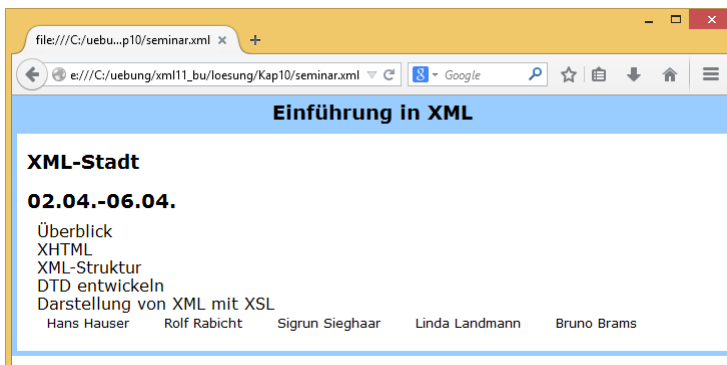 file:///C:/uebu...p10/seminar.xml × +
e:///C:/uebung/xml11_bu/loesung/Kap10/seminar.xml 8 Google
Einführung in XML
XML-Stadt
02.04.-06.04.
Überblick
XHTML
XML-Struktur
DTD entwickeln
Darstellung von XML mit XSL
Hans Hauser Rolf Rabicht Sigrun Sieghaar Linda Landmann Bruno Brams